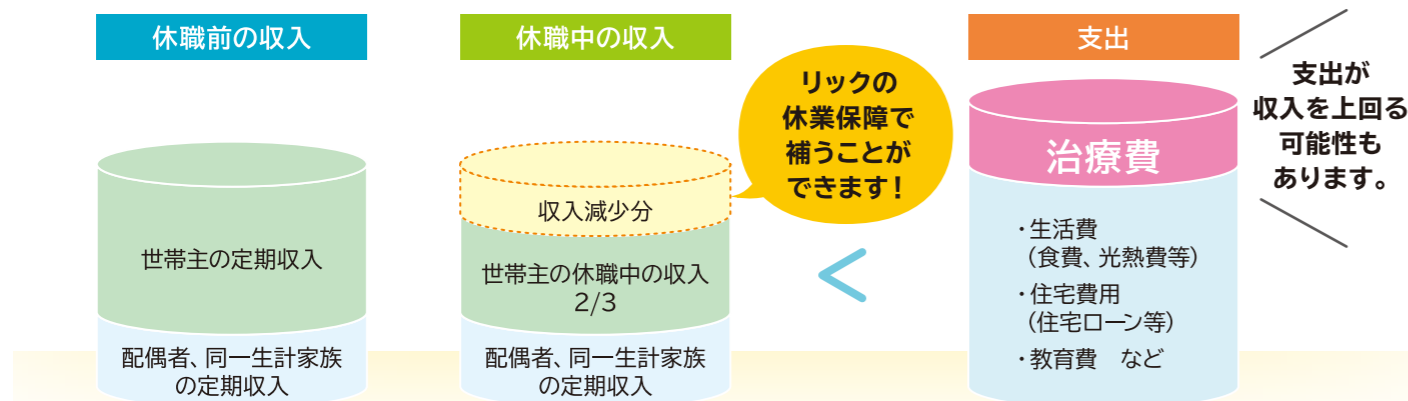 休職前の収入
世帯主の定期収入
配偶者、同一生計家族
の定期収入
休職中の収入
収入減少分
世帯主の休職中の収入
2/3
配偶者、同一生計家族
の定期収入
リックの
休業保障で
補うことが
できます!
<
支出
治療費
・生活費
（食費、光熱費等）
・住宅費用
（住宅ローン等）
・教育費　など
支出が
収入を上回る
可能性も
あります。